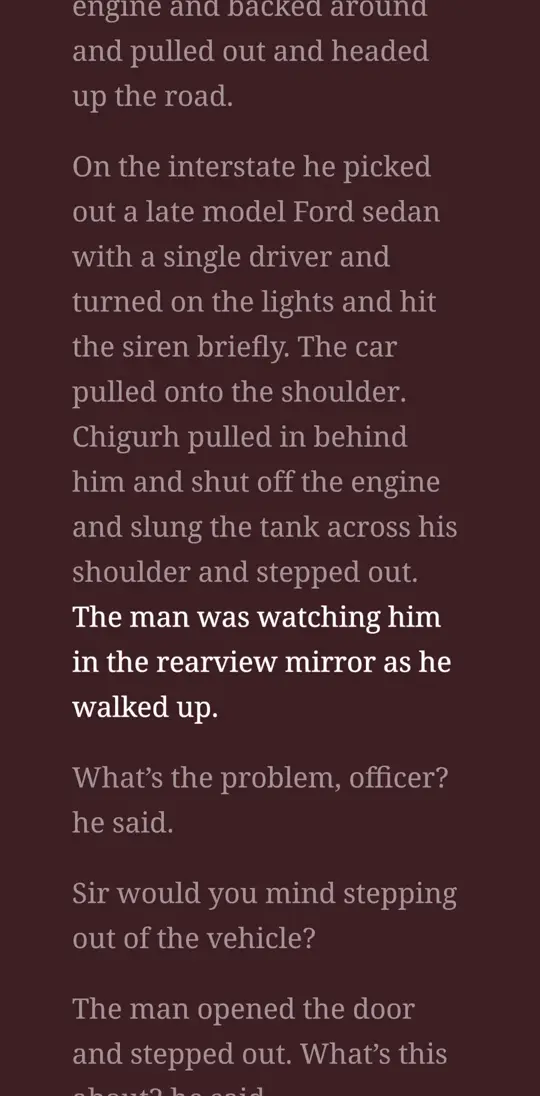 engine and backed around
and pulled out and headed
up the road.
On the interstate he picked
out a late model Ford sedan
with a single driver and
turned on the lights and hit
the siren briefly. The car
pulled onto the shoulder.
Chigurh pulled in behind
him and shut off the engine
and slung the tank across his
shoulder and stepped out.
The man was watching him
in the rearview mirror as he
walked up.
What’s the problem, officer?
he said.
Sir would you mind stepping
out of the vehicle?
The man opened the door
and stepped out. What’s this
about? he said.